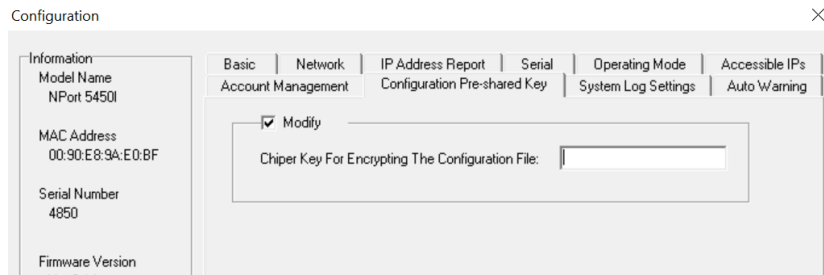 Configuration
Information
Model Name
NPort 5450I
MAC Address
00:90:E8:9A:E0:BF
Serial Number
4850
Firmware Version
Basic Network IP Address Report Serial Operating Mode Accessible IPs
Account Management Configuration Pre-shared Key System Log Settings Auto Warning
Modify
Chiper Key For Encrypting The Configuration File: